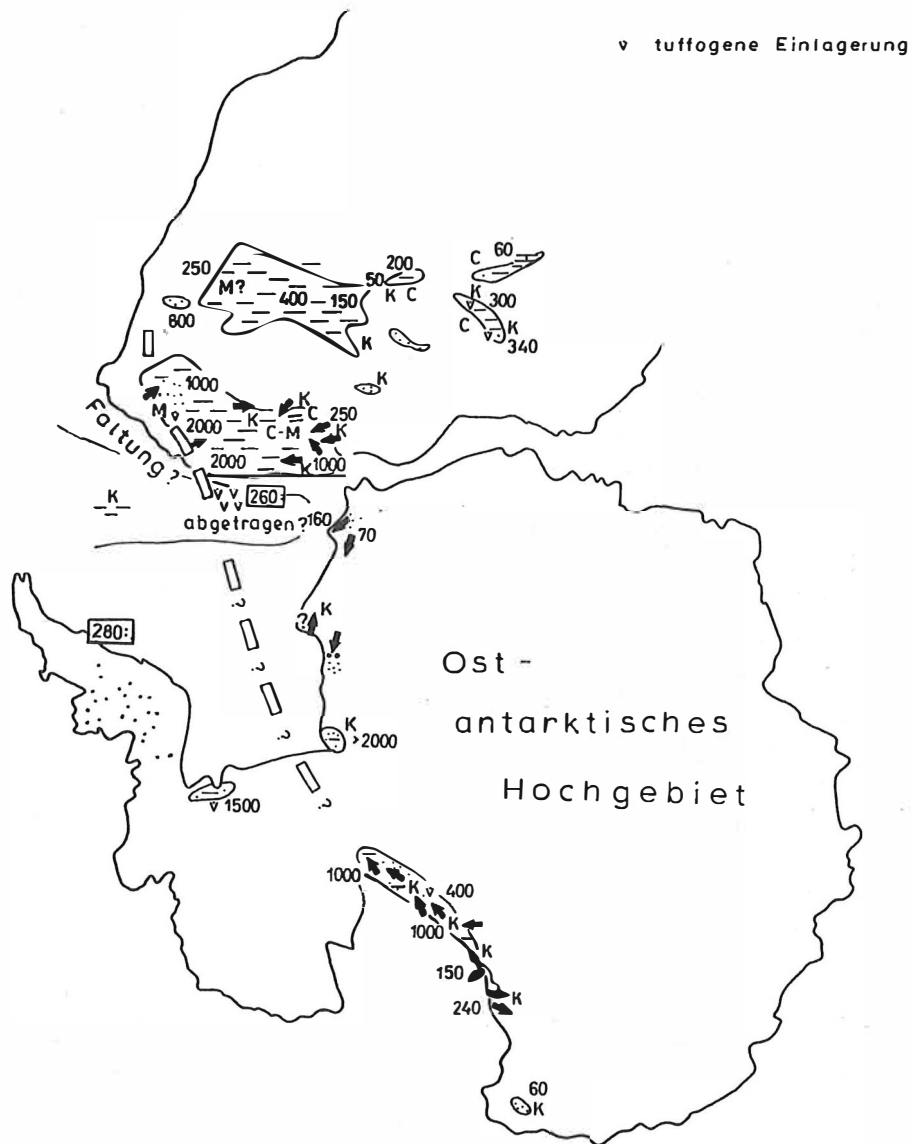 v tuffogene Einlagerung
200
C 60
250
M?
50
K C
400
150
K
300
800
C
K
K
340
K
1000
K
M
v
K
C
250
2000
C-M
K
Faltung ?
2000
K
1000
K
v v
v v
260:
abgetragen?
160
70
280:
?
K
?
?
Ost-
antarktisches
Hochgebiet
?
K
>2000
?
1500
v
?
1000
K
v
400
1000
K
K
150
240
K
60
K